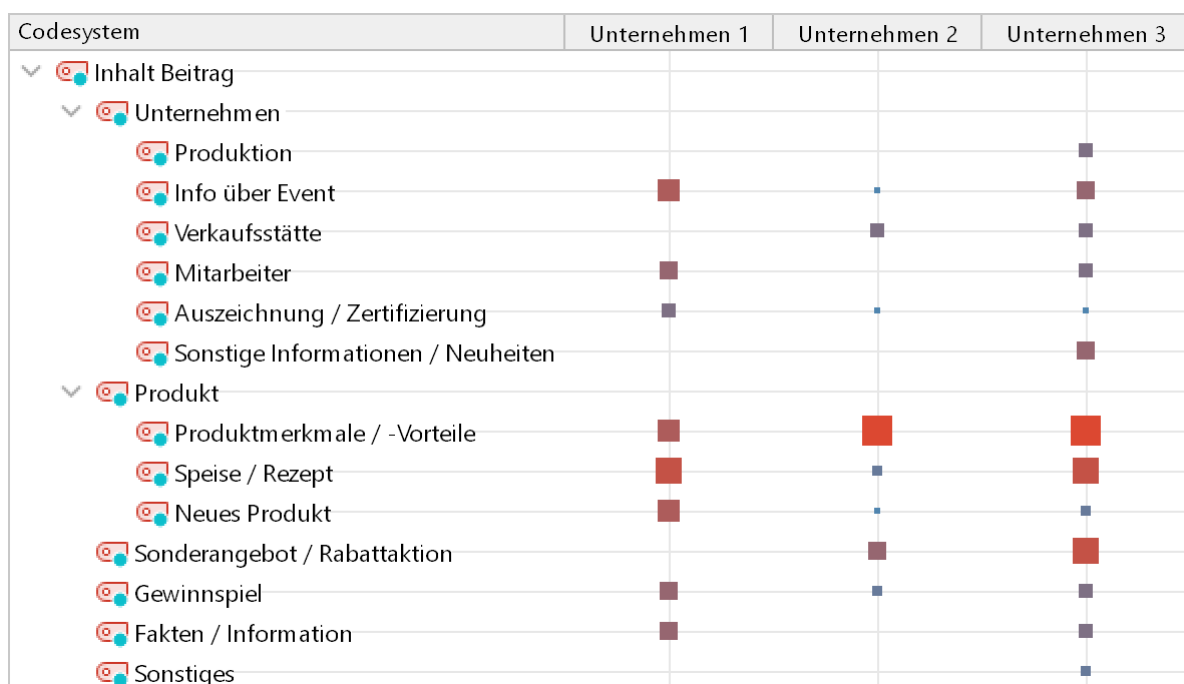 Codesystem Unternehmen 1 Unternehmen 2 Unternehmen 3
Inhalt Beitrag
Unternehmen
Produktion
Info über Event
Verkaufsstätte
Mitarbeiter
Auszeichnung / Zertifizierung
Sonstige Informationen / Neuheiten
Produkt
Produktmerkmale / -Vorteile
Speise / Rezept
Neues Produkt
Sonderangebot / Rabattaktion
Gewinnspiel
Fakten / Information
Sonstiges